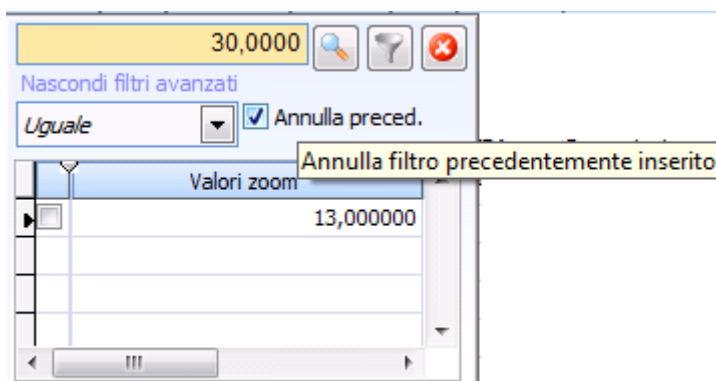 30,0000
Nascondi filtri avanzati
Uguale
Annulla preced.
Annulla filtro precedentemente inserito
Valori zoom
13,000000